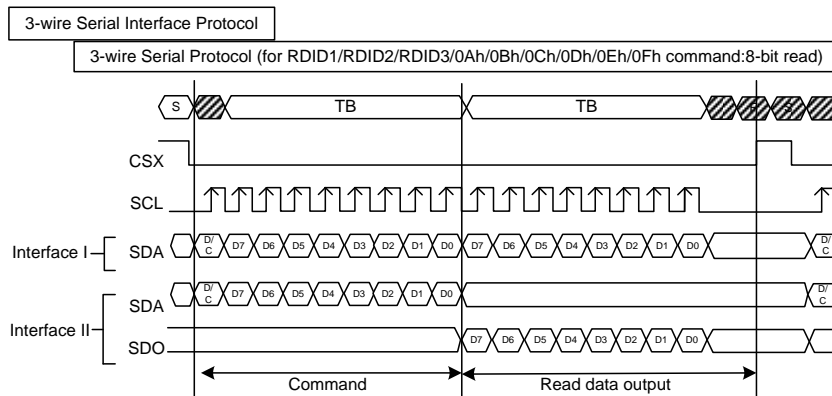 3-wire Serial Interface Protocol
3-wire Serial Protocol (for RDID1/RDID2/RDID3/0Ah/0Bh/0Ch/0Dh/0Eh/0Fh command:8-bit read)
S TB TB P S
CSX
SCL
Interface I SDA D/C D7 D6 D5 D4 D3 D2 D1 D0 D7 D6 D5 D4 D3 D2 D1 D0 D/C
SDA D/C D7 D6 D5 D4 D3 D2 D1 D0 D/C
Interface II
SDO D7 D6 D5 D4 D3 D2 D1 D0
Command Read data output